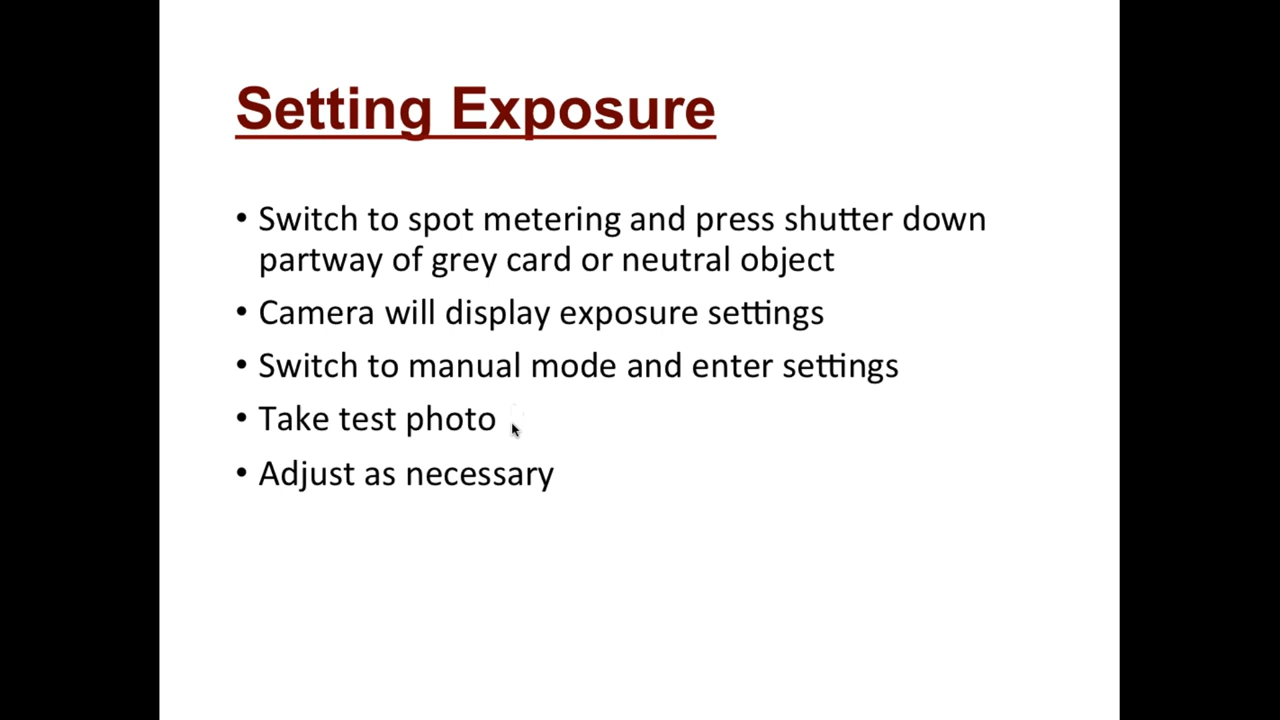 Setting Exposure
• Switch to spot metering and press shutter down
partway of grey card or neutral object
• Camera will display exposure settings
• Switch to manual mode and enter settings
• Take test photo
• Adjust as necessary